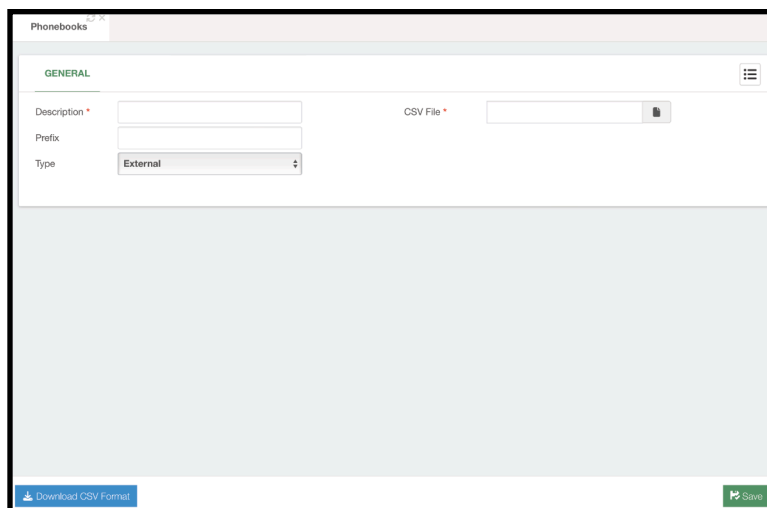 Phonebooks
GENERAL
Description *
CSV File *
Prefix
Type
External
Download CSV Format
Save